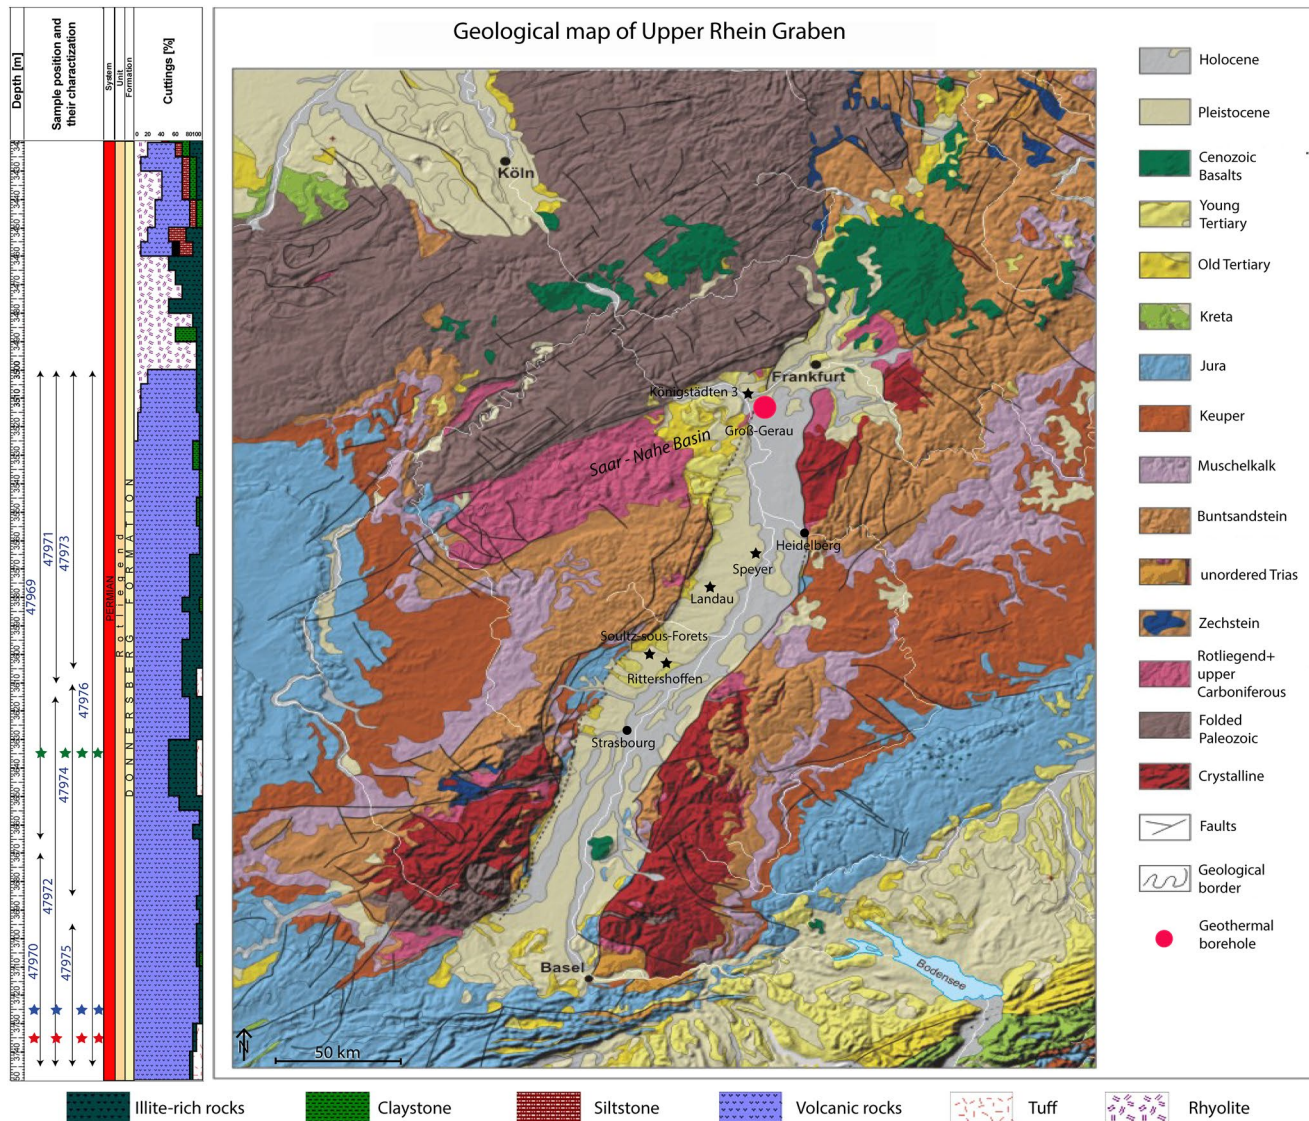 Geological map of Upper Rhein Graben
Depth [m]
Sample position and
their charactization
System
Unit
Formation
Cuttings [%]
0 20 40 60 80100
3500
PERMIAN
Rotliegend
DONNERSBERG FORMATION
47969
47971
47973
47976
47974
47972
47970
47975
Köln
Frankfurt
Königstädten 3
Groß-Gerau
Saar - Nahe Basin
Heidelberg
Speyer
Landau
Soultz-sous-Forets
Rittershoffen
Strasbourg
Basel
Bodensee
N
50 km
Holocene
Pleistocene
Cenozoic
Basalts
Young
Tertiary
Old Tertiary
Kreta
Jura
Keuper
Muschelkalk
Buntsandstein
unordered Trias
Zechstein
Rotliegend+
upper
Carboniferous
Folded
Paleozoic
Crystalline
Faults
Geological
border
Geothermal
borehole
Illite-rich rocks
Claystone
Siltstone
Volcanic rocks
Tuff
Rhyolite